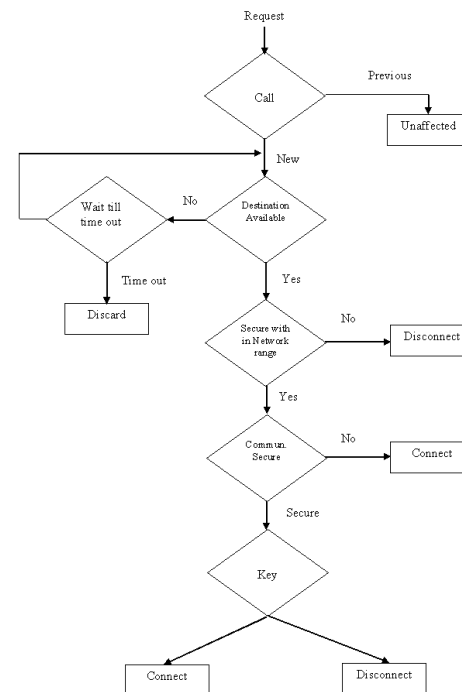 Request
Call
Previous
Unaffected
New
Wait till
time out
No
Destination
Available
Time out
Yes
Discard
Secure with
in Network
range
No
Disconnect
Yes
Commun.
Secure
No
Connect
Secure
Key
Connect
Disconnect